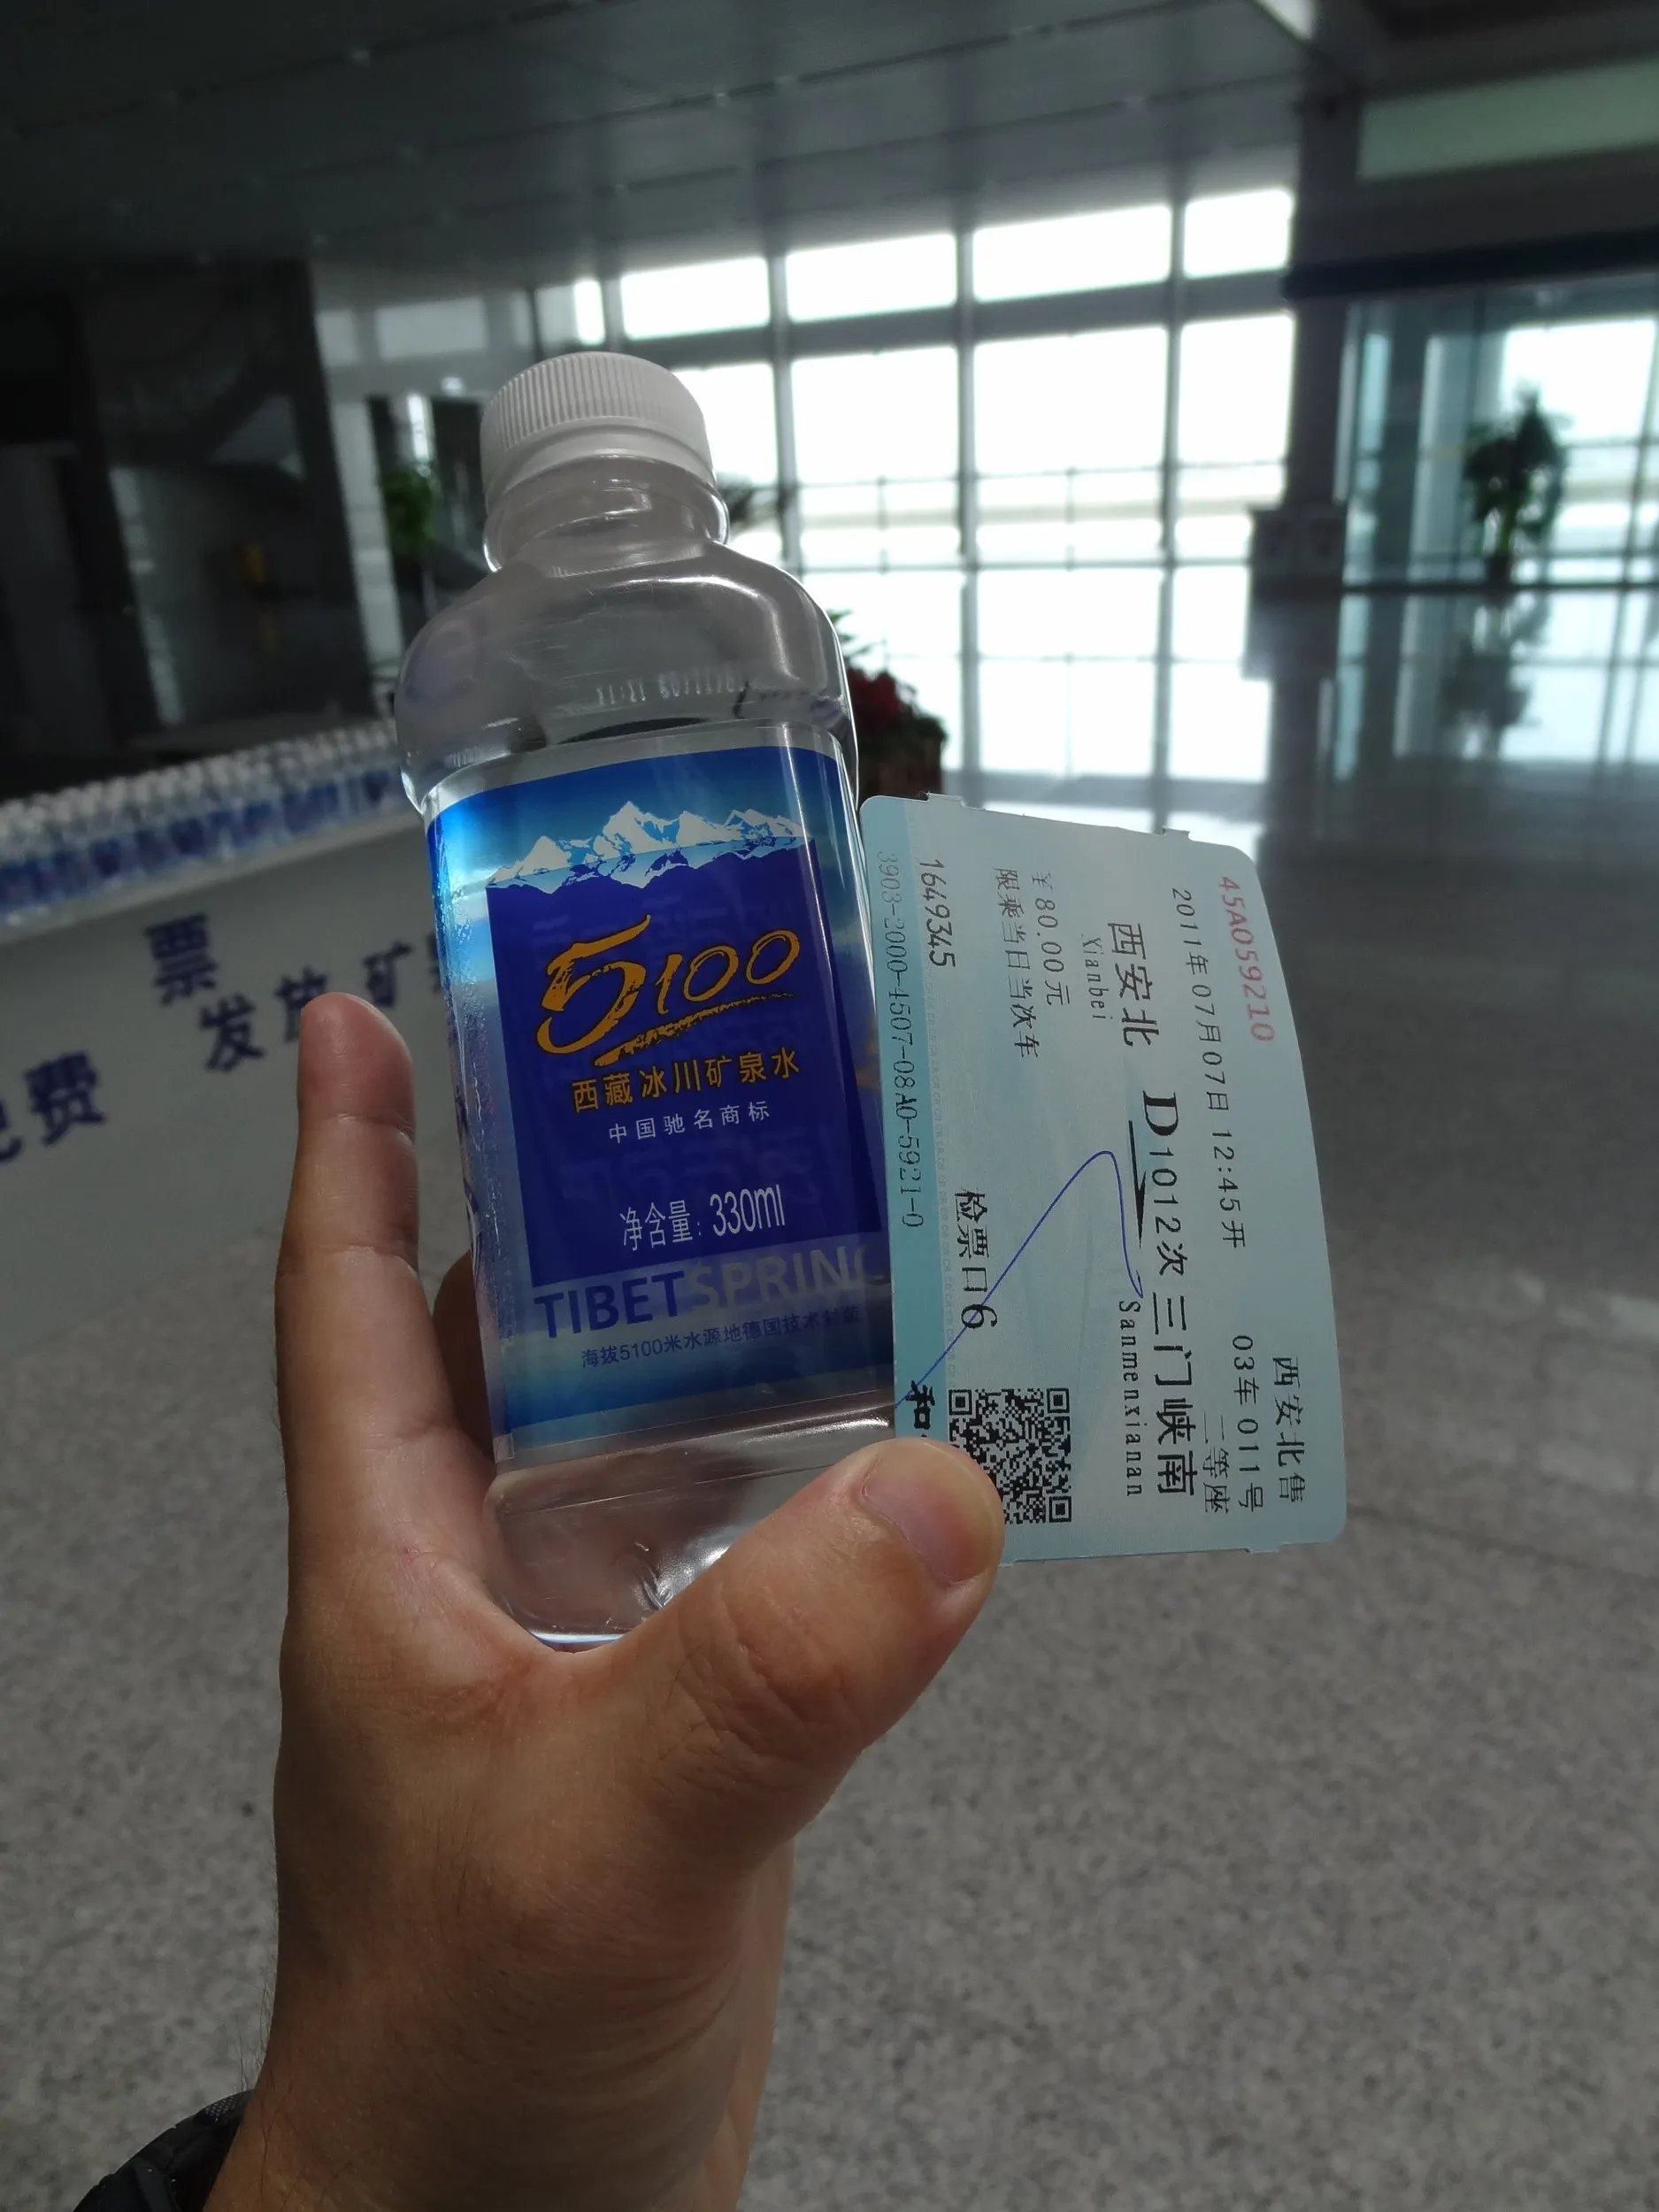 5100
西藏冰川矿泉水
中国驰名商标
净含量: 330ml
TIBETSPRING
海拔5100米水源地德国技术封装
45A059210
西安北售
2011年07月07日 12:45开
03车 011号
二等座
西安北 D1012次 三门峡南
Xianbei
Sanmenxianan
¥80.00元
限乘当日当次车
检票口6
1649345
和
3903-2000-4507-08A0-5921-0
票
发放矿
费